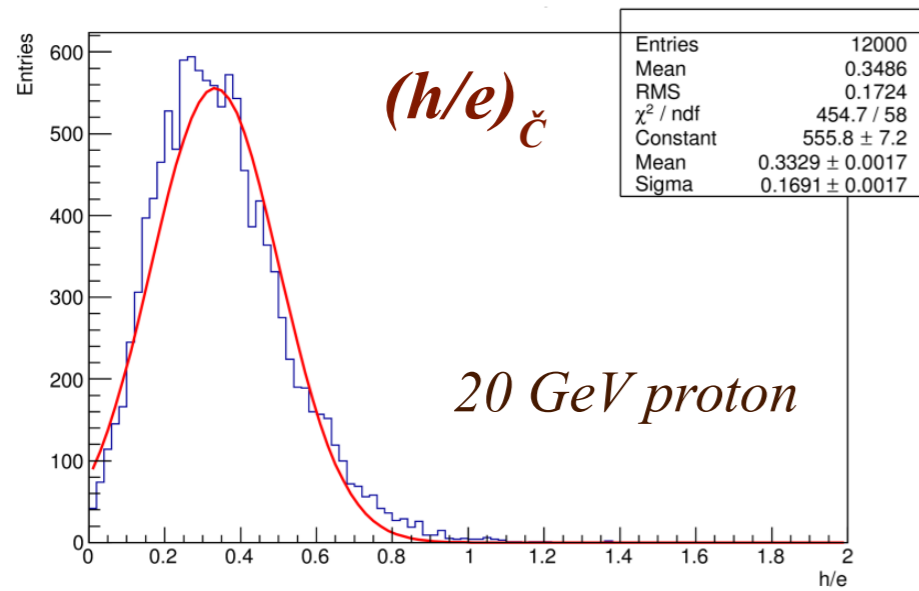 Entries
600
500
400
300
200
100
0
0 0.2 0.4 0.6 0.8 1 1.2 1.4 1.6 1.8 2
h/e
(h/e)Č
20 GeV proton
Entries 12000
Mean 0.3486
RMS 0.1724
χ² / ndf 454.7 / 58
Constant 555.8 ± 7.2
Mean 0.3329 ± 0.0017
Sigma 0.1691 ± 0.0017